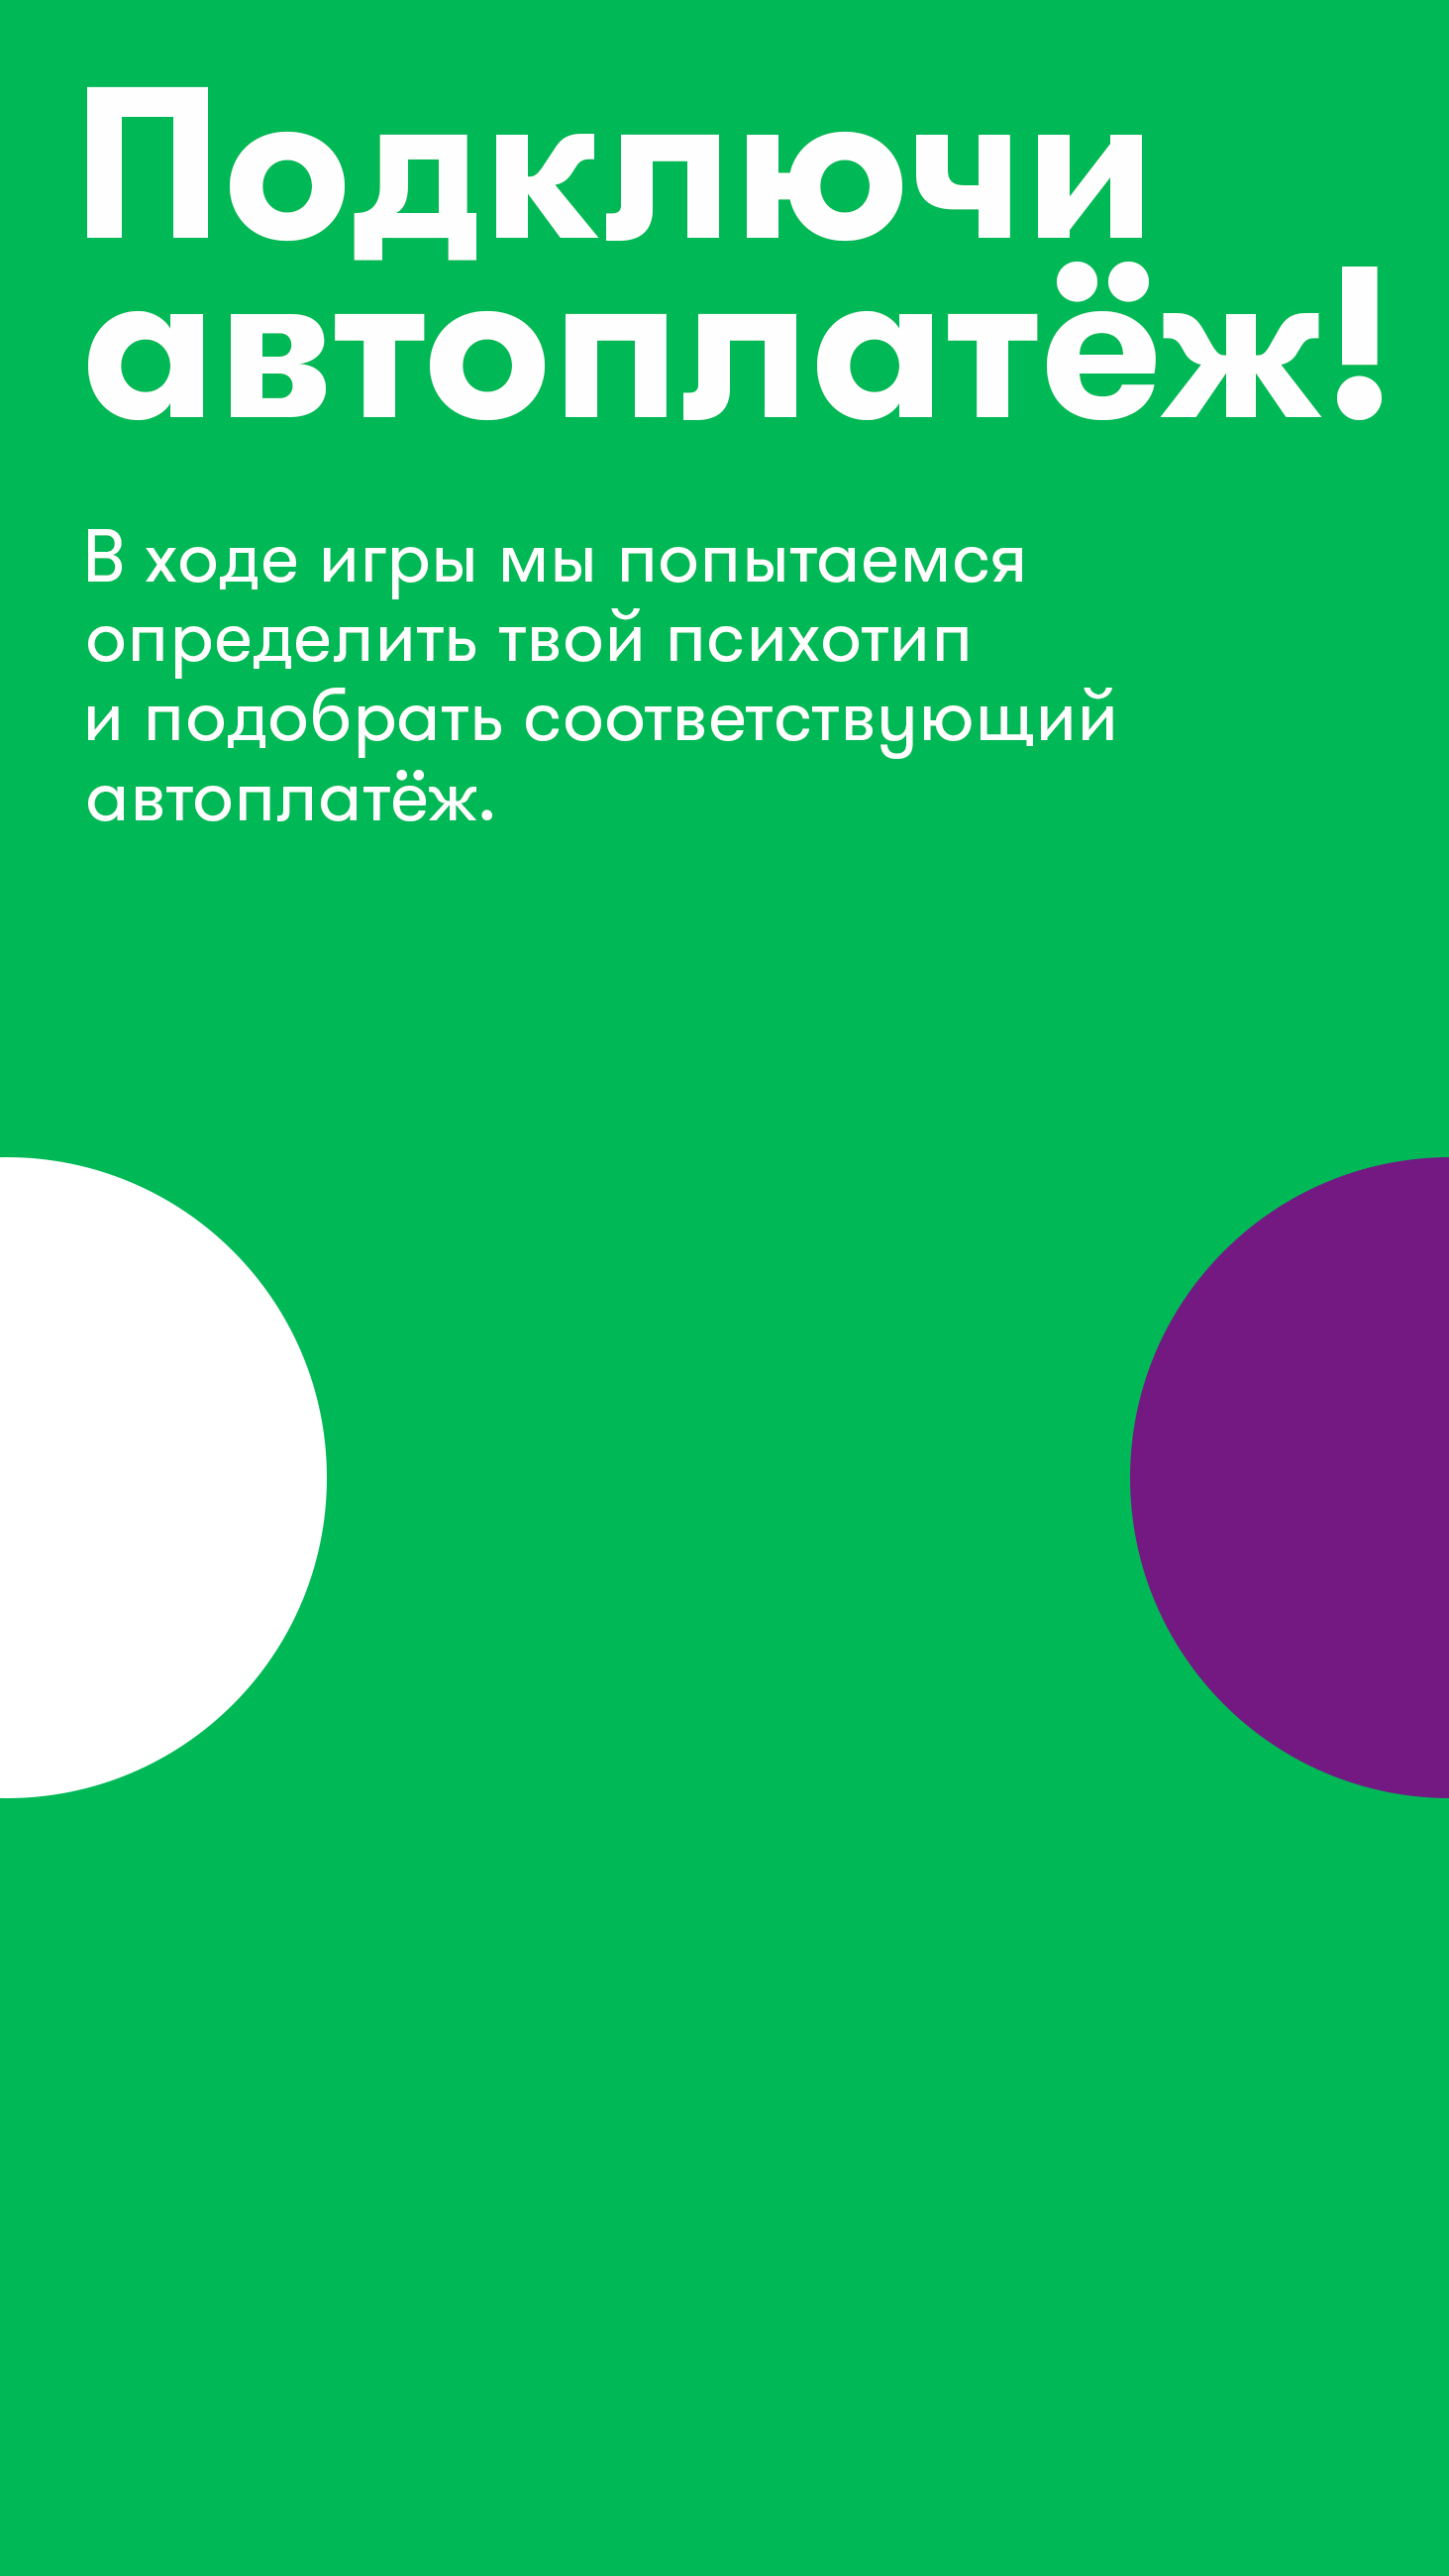 Подключи
автоплатёж!
В ходе игры мы попытаемся
определить твой психотип
и подобрать соответствующий
автоплатёж.